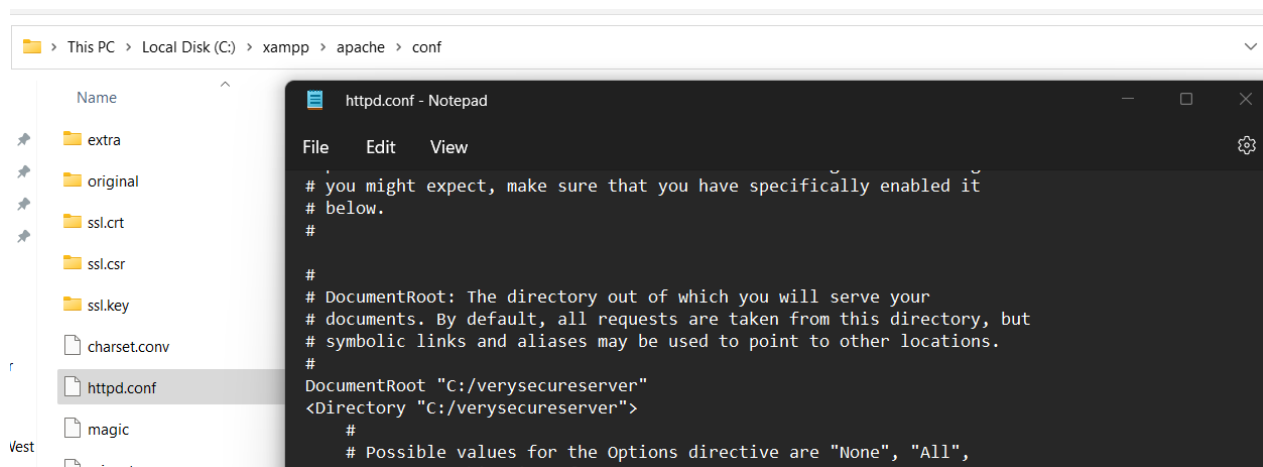 This PC > Local Disk (C:) > xampp > apache > conf
Name
extra
original
ssl.crt
ssl.csr
ssl.key
charset.conv
httpd.conf
magic
r
West
httpd.conf - Notepad
File Edit View
# you might expect, make sure that you have specifically enabled it
# below.
#
#
# DocumentRoot: The directory out of which you will serve your
# documents. By default, all requests are taken from this directory, but
# symbolic links and aliases may be used to point to other locations.
#
DocumentRoot "C:/verysecureserver"
<Directory "C:/verysecureserver">
#
# Possible values for the Options directive are "None", "All",